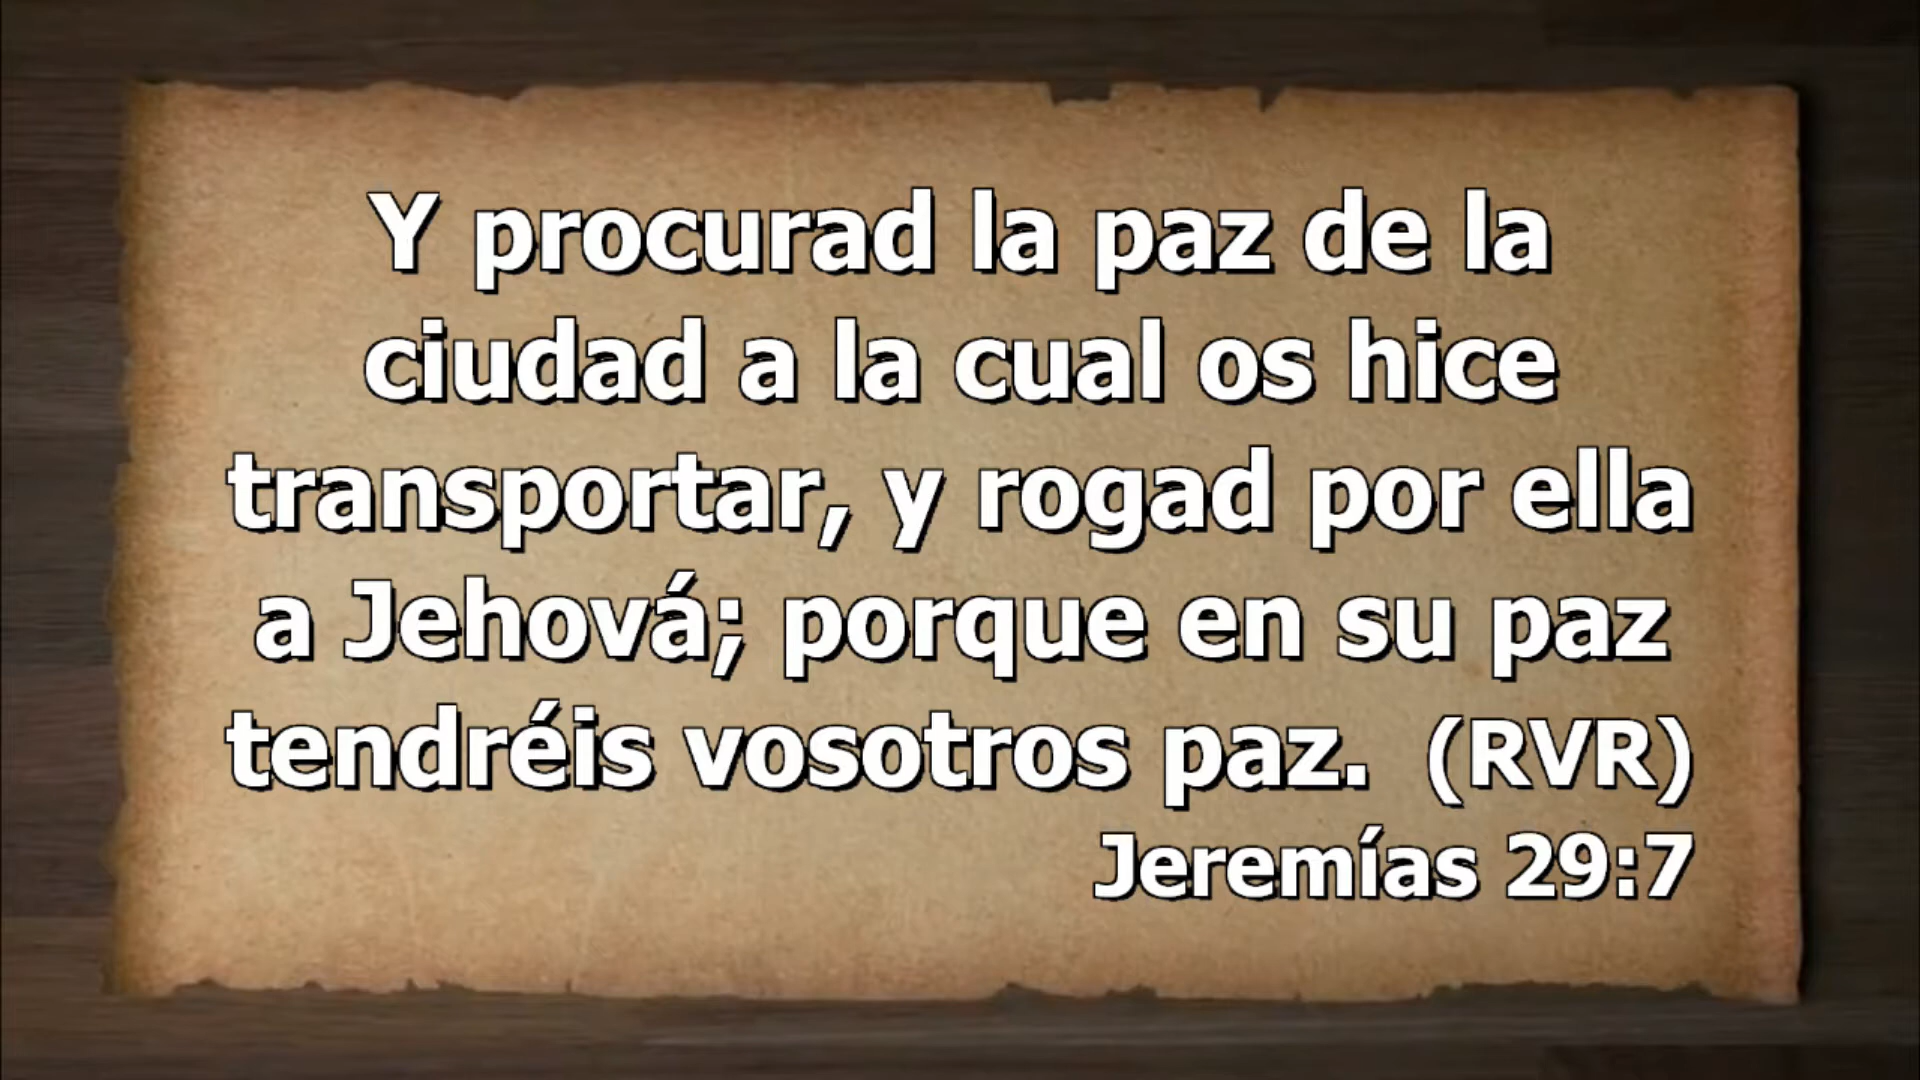 Y procurad la paz de la
ciudad a la cual os hice
transportar, y rogad por ella
a Jehová; porque en su paz
tendréis vosotros paz. (RVR)
Jeremías 29:7